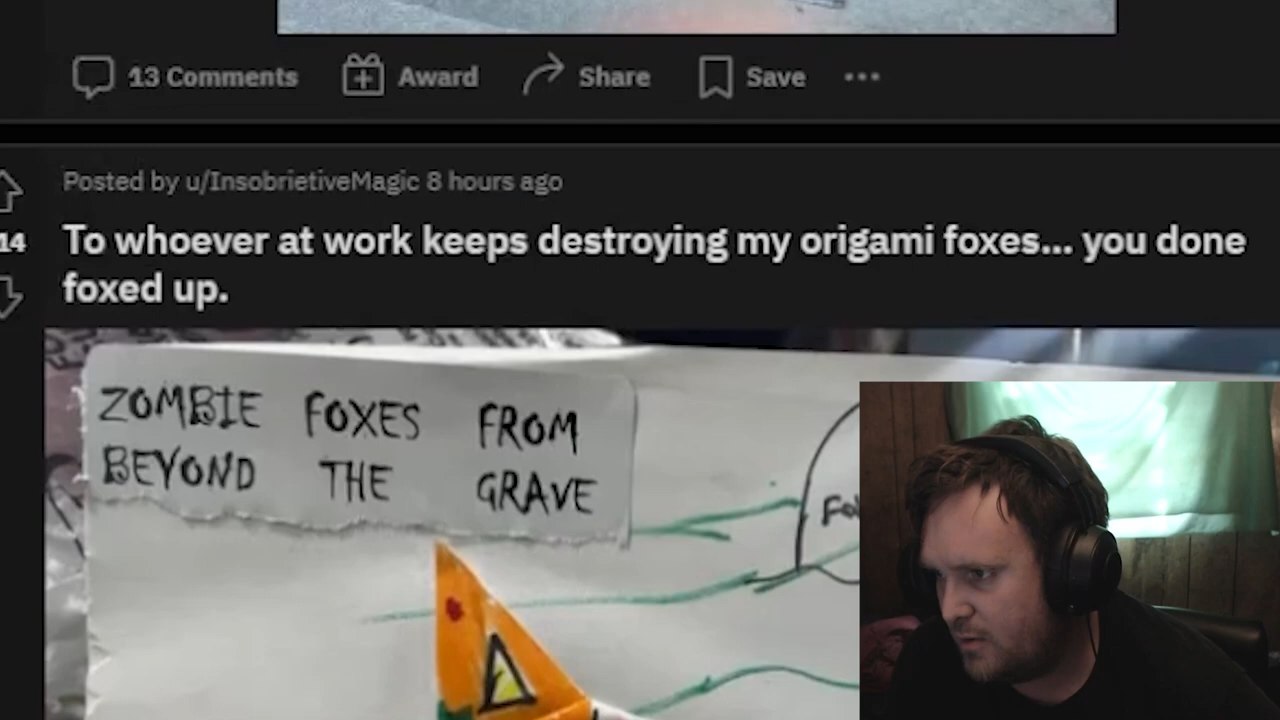 13 Comments Award Share Save
Posted by u/InsobrietiveMagic 8 hours ago
14
To whoever at work keeps destroying my origami foxes... you done
foxed up.
ZOMBIE FOXES FROM
BEYOND THE GRAVE